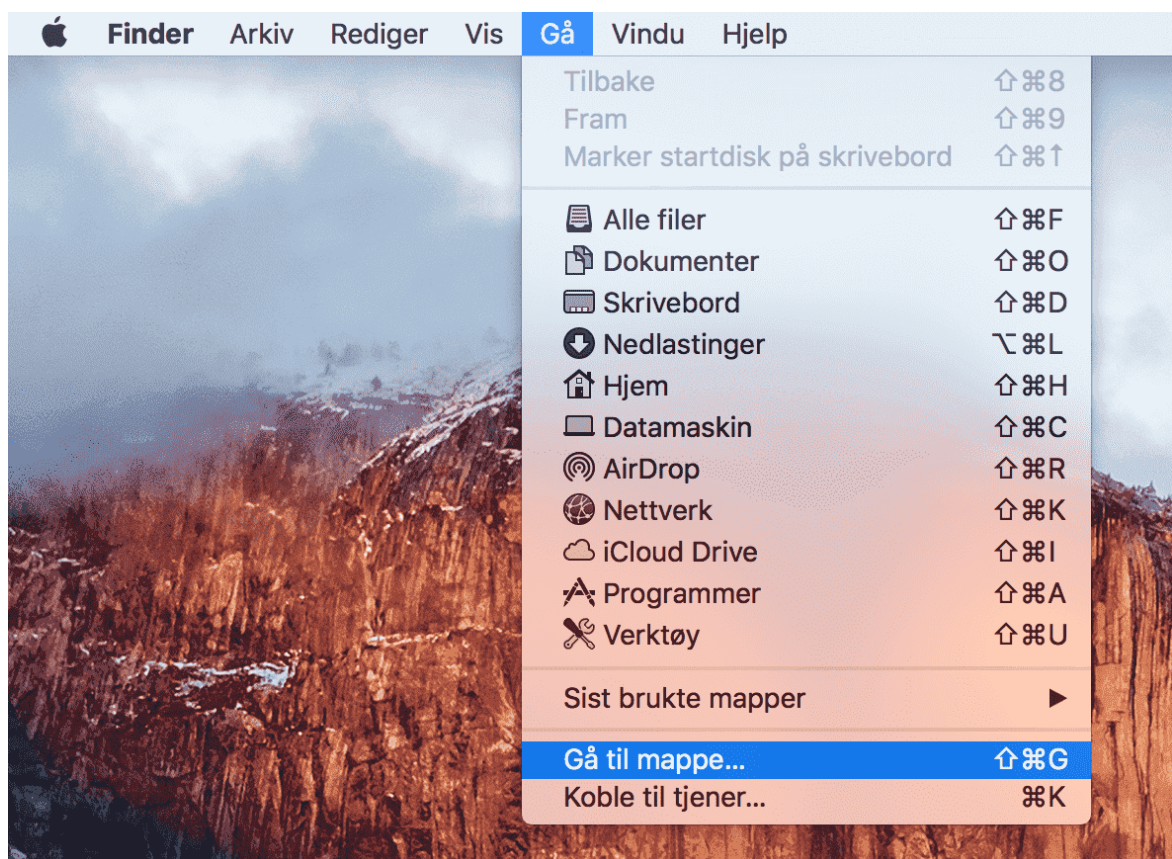 Finder Arkiv Rediger Vis Gå Vindu Hjelp
Tilbake ⇧⌘8
Fram ⇧⌘9
Marker startdisk på skrivebord ⇧⌘↑
Alle filer ⇧⌘F
Dokumenter ⇧⌘O
Skrivebord ⇧⌘D
Nedlastinger ⌥⌘L
Hjem ⇧⌘H
Datamaskin ⇧⌘C
AirDrop ⇧⌘R
Nettverk ⇧⌘K
iCloud Drive ⇧⌘I
Programmer ⇧⌘A
Verktøy ⇧⌘U
Sist brukte mapper ▶
Gå til mappe... ⇧⌘G
Koble til tjener... ⌘K